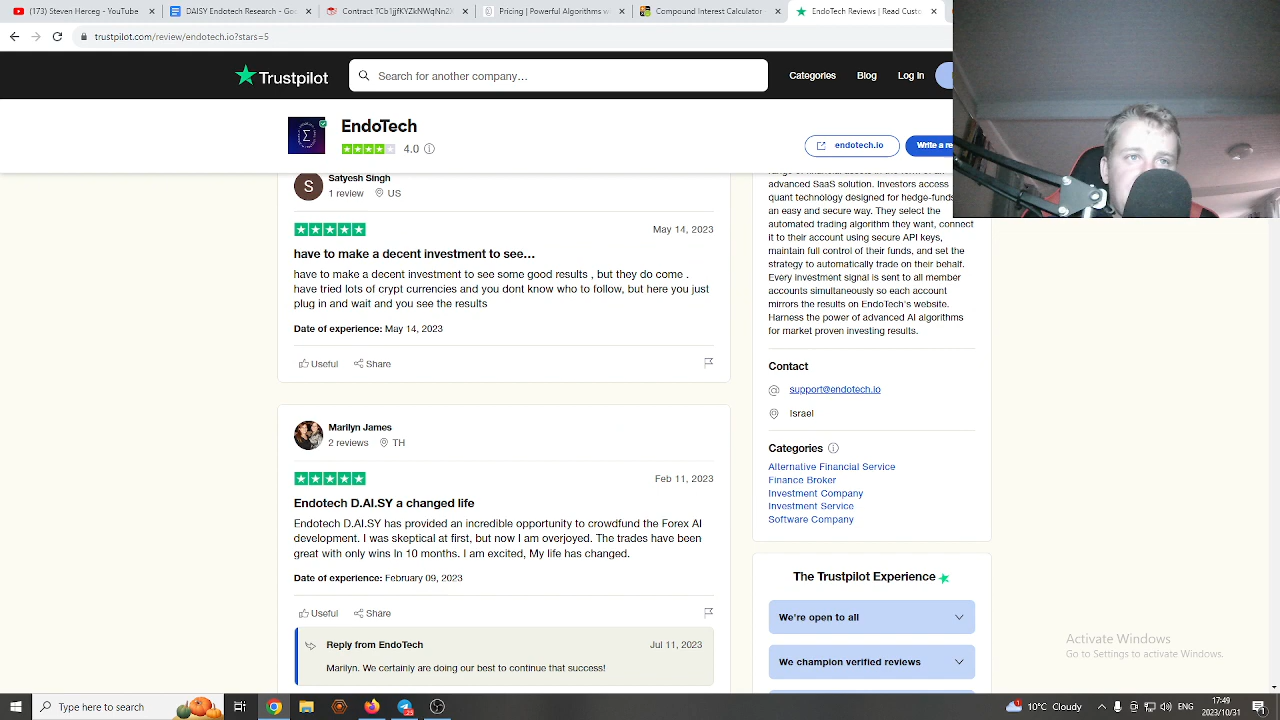 (173) Steven Herceg - YouTube
DAISY Endotech Research - Goo
Contract TCb1jjfKYZkNWqNn2X
Pricing | Powerful Algorithms
Compound Interest Calculator
EndoTech Reviews | Read Custo
trustpilot.com/review/endotech.io?stars=5
Trustpilot
Search for another company…
Categories
Blog
Log In
EndoTech
4.0
endotech.io
Write a re
Satyesh Singh
1 review
US
May 14, 2023
have to make a decent investment to see…
have to make a decent investment to see some good results , but they do come .
have tried lots of crypt currencies and you dont know who to follow, but here you just
plug in and wait and you see the results
Date of experience: May 14, 2023
Useful
Share
Marilyn James
2 reviews
TH
Feb 11, 2023
Endotech D.AI.SY a changed life
Endotech D.AI.SY has provided an incredible opportunity to crowdfund the Forex AI
development. I was skeptical at first, but now I am overjoyed. The trades have been
great with only wins In 10 months. I am excited, My life has changed.
Date of experience: February 09, 2023
Useful
Share
Reply from EndoTech
Jul 11, 2023
Marilyn. We certainly are doing our best to continue that success!
range of financial assets in the form of an
advanced SaaS solution. Investors access
quant technology designed for hedge-funds
an easy and secure way. They select the
automated trading algorithm they want, connect
it to their account using secure API keys,
maintain full control of their funds, and set the
strategy to automatically trade on their behalf.
Every investment signal is sent to all member
accounts simultaneously so each account
mirrors the results on EndoTech's website.
Harness the power of advanced AI algorithms
for market proven investing results.
Contact
support@endotech.io
Israel
Categories
Alternative Financial Service
Finance Broker
Investment Company
Investment Service
Software Company
The Trustpilot Experience
We're open to all
We champion verified reviews
Activate Windows
Go to Settings to activate Windows.
Type here to search
10°C Cloudy
17:49
2023/10/31